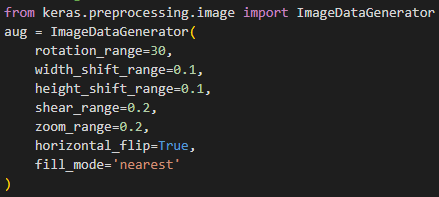 from keras.preprocessing.image import ImageDataGenerator
aug = ImageDataGenerator(
    rotation_range=30,
    width_shift_range=0.1,
    height_shift_range=0.1,
    shear_range=0.2,
    zoom_range=0.2,
    horizontal_flip=True,
    fill_mode='nearest'
)